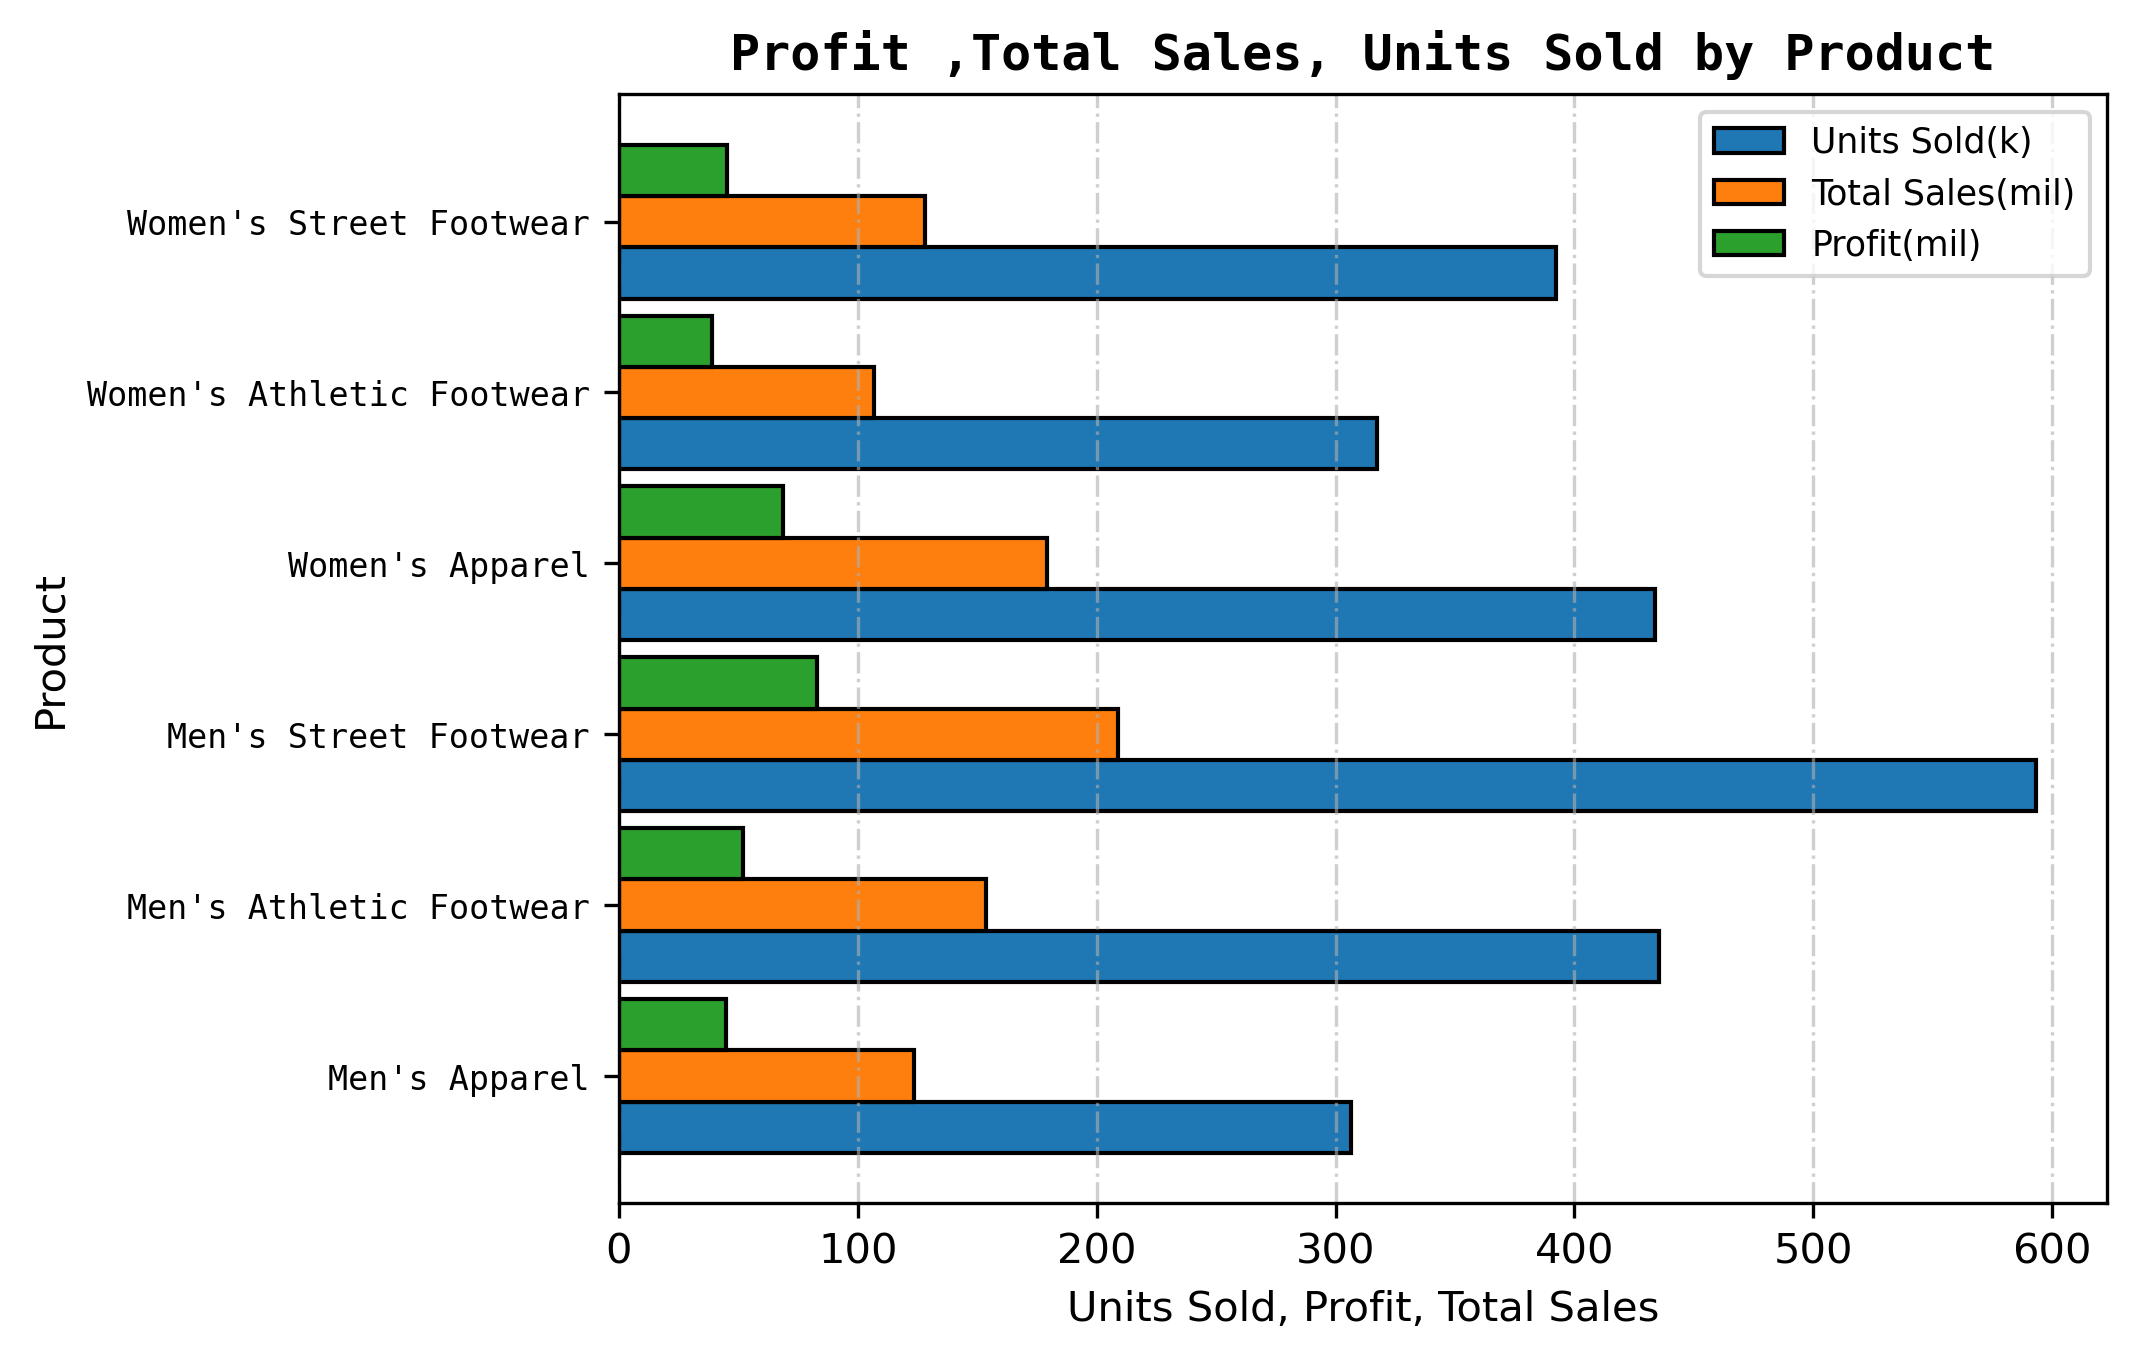 Profit ,Total Sales, Units Sold by Product
Units Sold(k)
Total Sales(mil)
Profit(mil)
Women's Street Footwear
Women's Athletic Footwear
Women's Apparel
Men's Street Footwear
Men's Athletic Footwear
Men's Apparel
Product
0 100 200 300 400 500 600
Units Sold, Profit, Total Sales